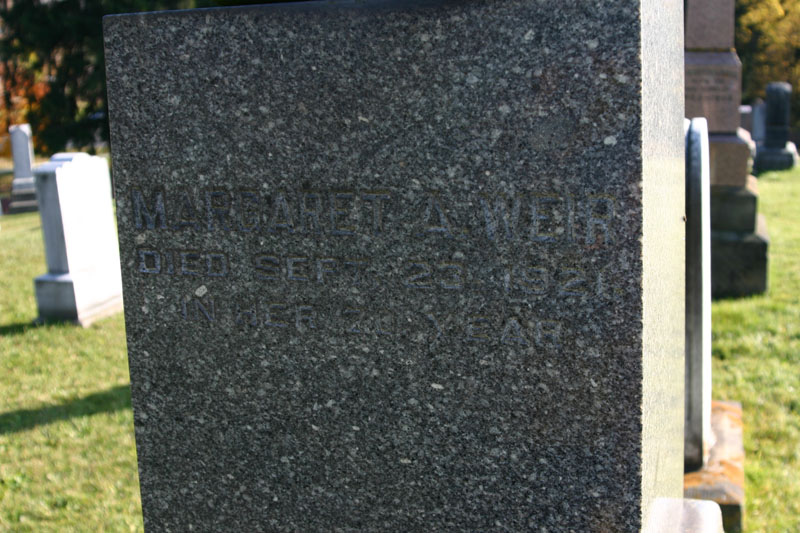 MARGARET A. WEIR
DIED SEPT. 23, 1921.
IN HER YEAR